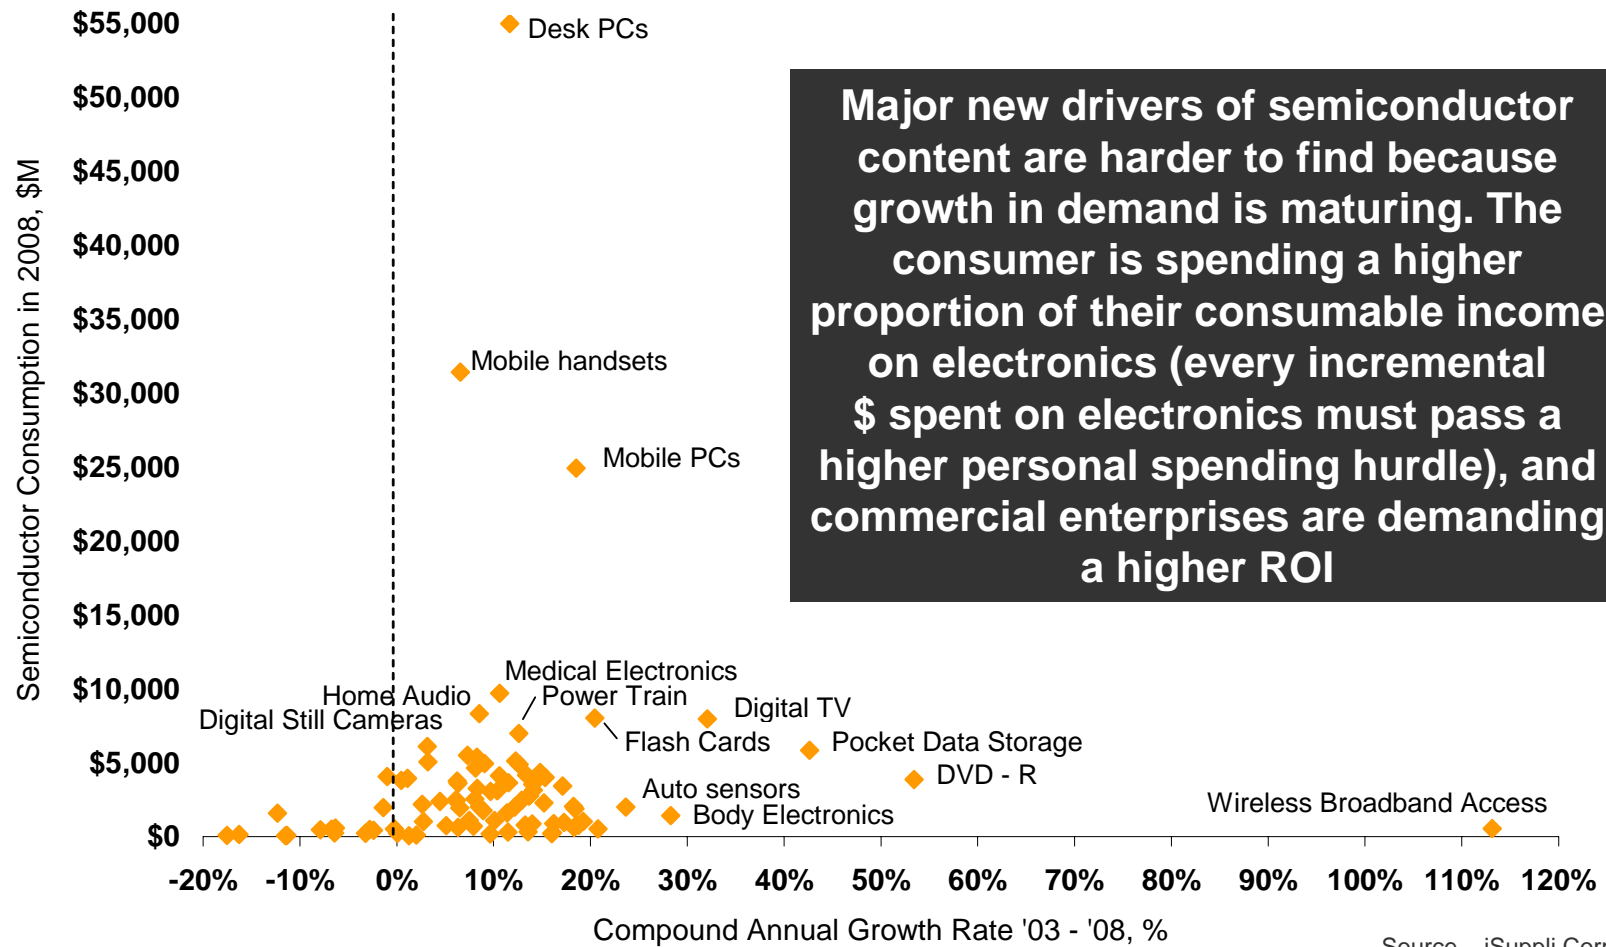 $55,000
$50,000
$45,000
$40,000
$35,000
$30,000
$25,000
$20,000
$15,000
$10,000
$5,000
$0
Semiconductor Consumption in 2008, $M
Desk PCs
Mobile handsets
Mobile PCs
Major new drivers of semiconductor
content are harder to find because
growth in demand is maturing. The
consumer is spending a higher
proportion of their consumable income
on electronics (every incremental
$ spent on electronics must pass a
higher personal spending hurdle), and
commercial enterprises are demanding
a higher ROI
Medical Electronics
Home Audio
Power Train
Digital Still Cameras
Digital TV
Flash Cards
Pocket Data Storage
DVD - R
Auto sensors
Body Electronics
Wireless Broadband Access
-20% -10% 0% 10% 20% 30% 40% 50% 60% 70% 80% 90% 100% 110% 120%
Compound Annual Growth Rate '03 - '08, %
Source iSuppli Corp